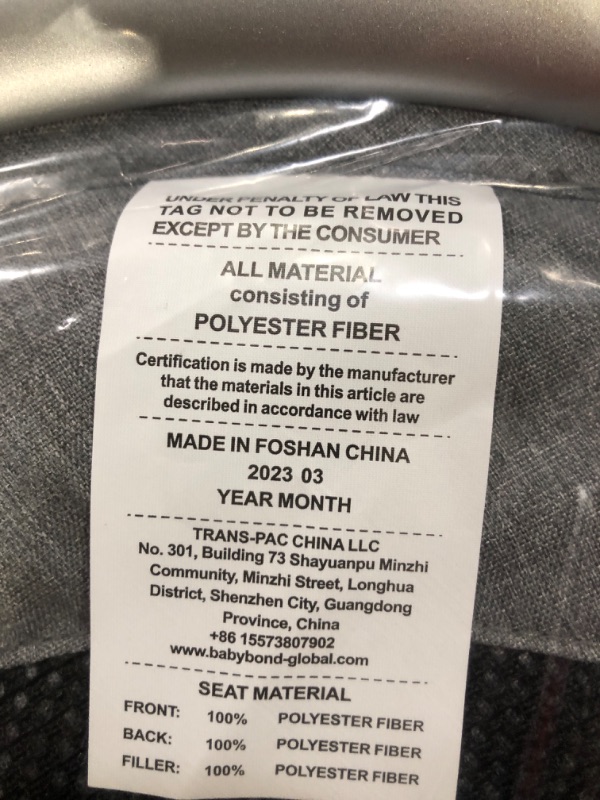 UNDER PENALTY OF LAW THIS
TAG NOT TO BE REMOVED
EXCEPT BY THE CONSUMER
ALL MATERIAL
consisting of
POLYESTER FIBER
Certification is made by the manufacturer
that the materials in this article are
described in accordance with law
MADE IN FOSHAN CHINA
2023 03
YEAR MONTH
TRANS-PAC CHINA LLC
No. 301, Building 73 Shayuanpu Minzhi
Community, Minzhi Street, Longhua
District, Shenzhen City, Guangdong
Province, China
+86 15573807902
www.babybond-global.com
SEAT MATERIAL
FRONT: 100% POLYESTER FIBER
BACK: 100% POLYESTER FIBER
FILLER: 100% POLYESTER FIBER